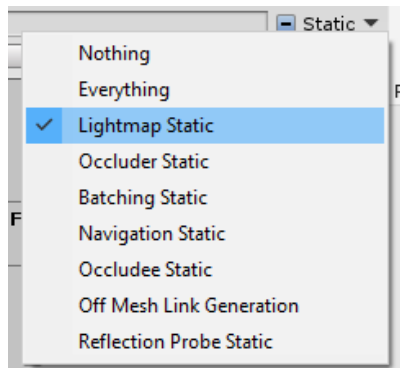 Static
Nothing
Everything
Lightmap Static
Occluder Static
Batching Static
Navigation Static
Occludee Static
Off Mesh Link Generation
Reflection Probe Static
F